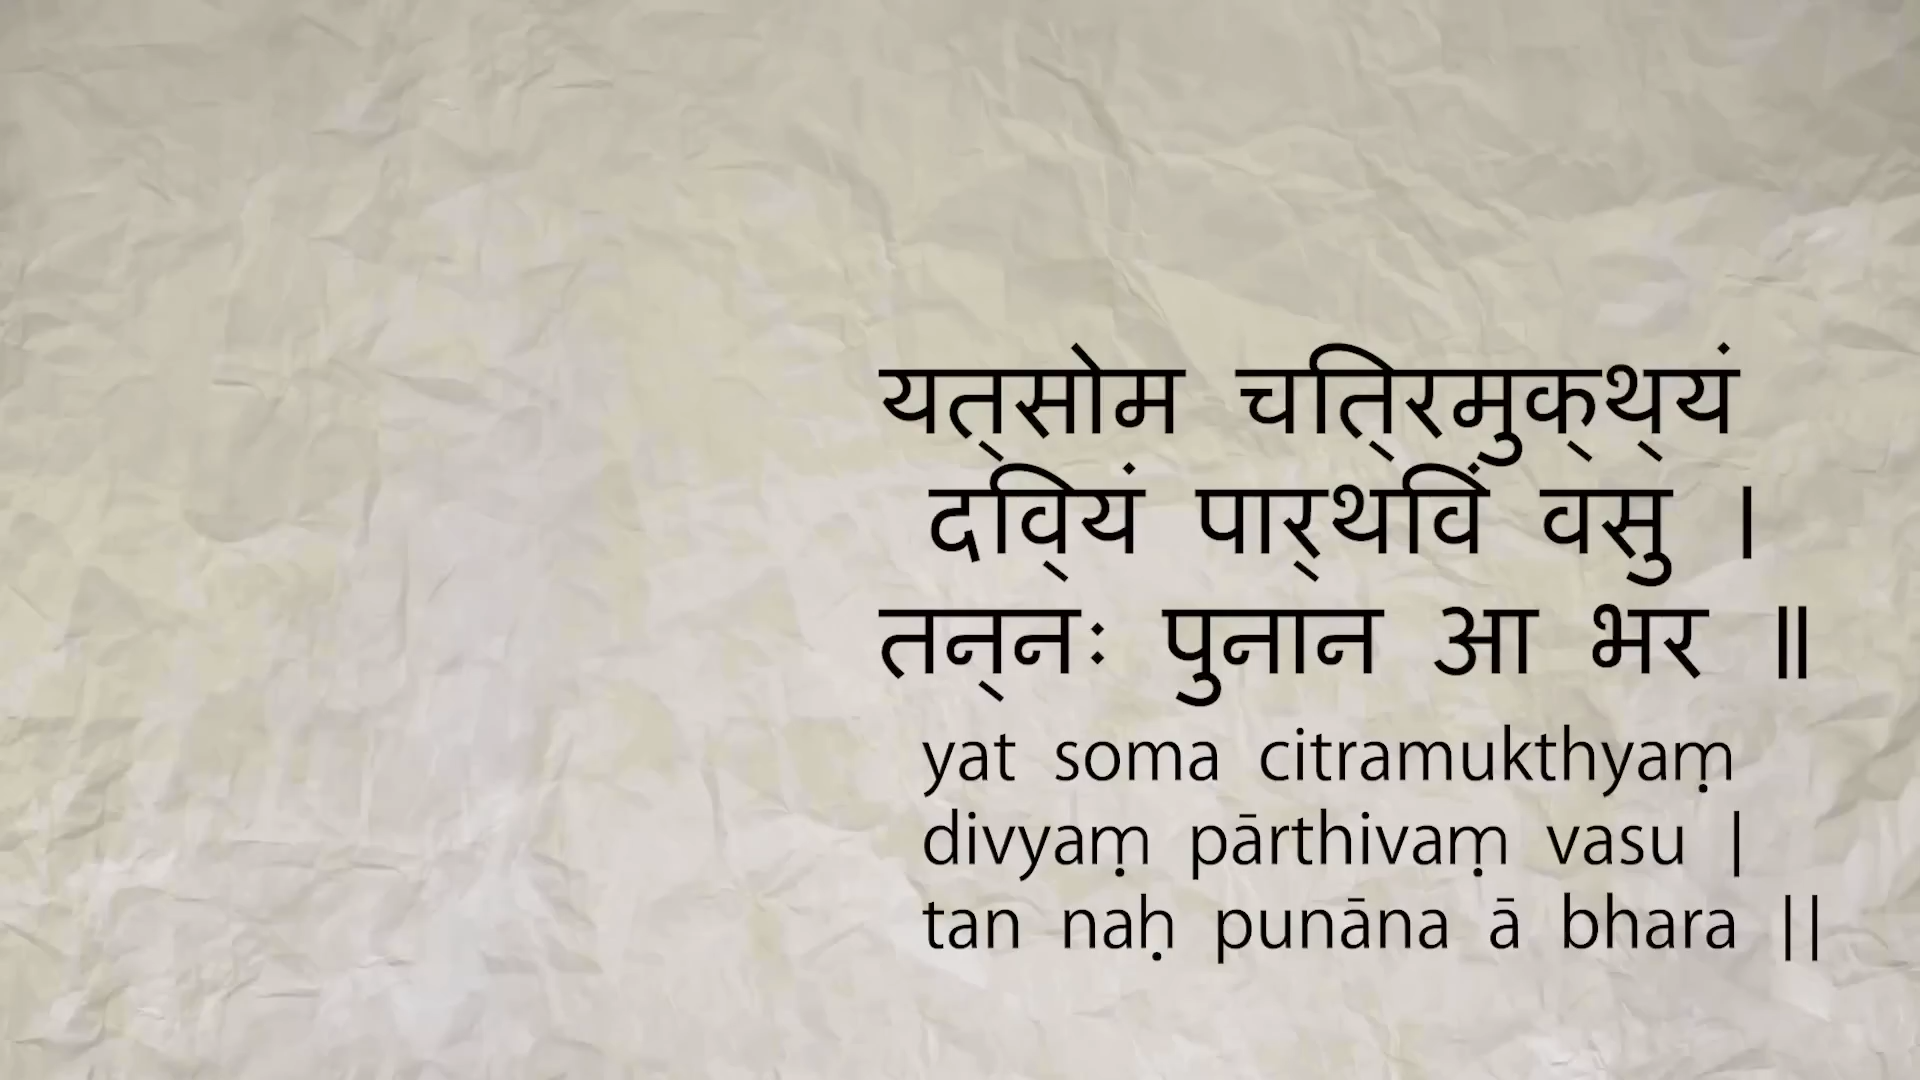 यत्सोम चित्रमुक्थ्यं
दिव्यं पार्थिवं वसु ।
तन्नः पुनान आ भर ॥
yat soma citramukthyaṃ
divyaṃ pārthivaṃ vasu |
tan naḥ punāna ā bhara ||